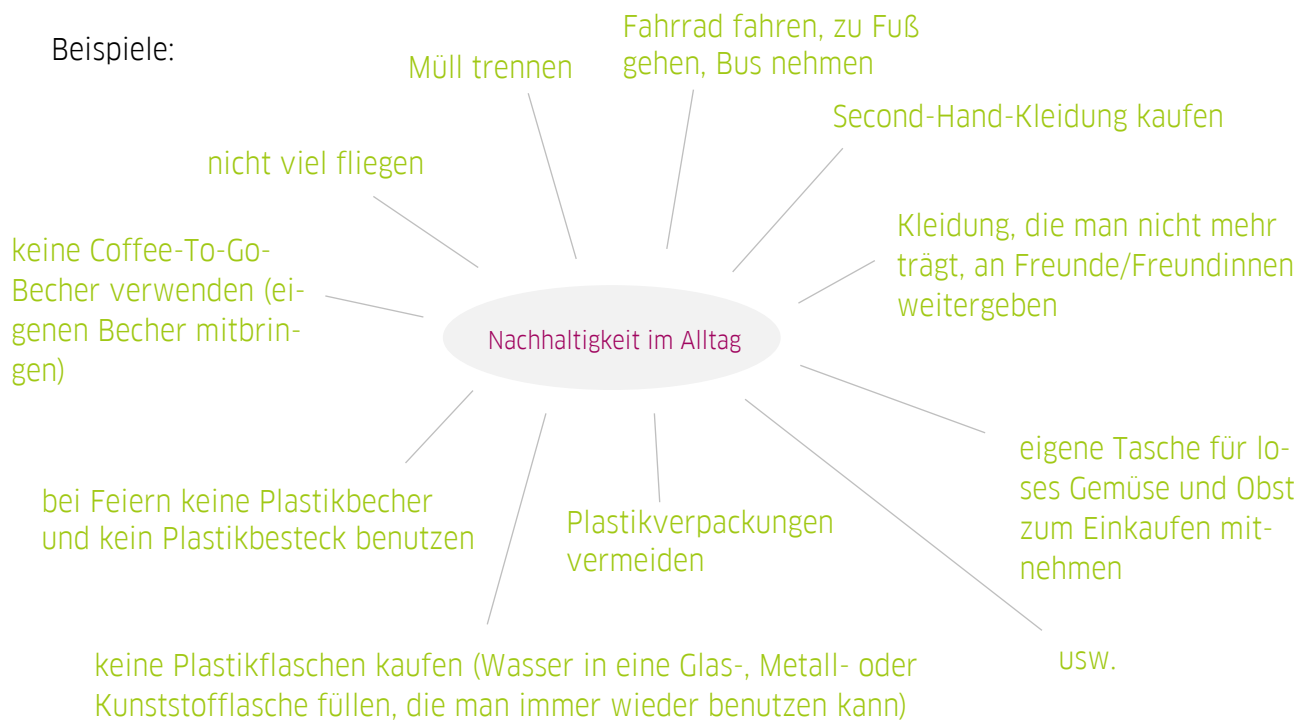 Beispiele:
Müll trennen
Fahrrad fahren, zu Fuß
gehen, Bus nehmen
Second-Hand-Kleidung kaufen
nicht viel fliegen
Kleidung, die man nicht mehr
trägt, an Freunde/Freundinnen
weitergeben
keine Coffee-To-Go-
Becher verwenden (ei-
genen Becher mitbrin-
gen)
Nachhaltigkeit im Alltag
eigene Tasche für lo-
ses Gemüse und Obst
zum Einkaufen mit-
nehmen
bei Feiern keine Plastikbecher
und kein Plastikbesteck benutzen
Plastikverpackungen
vermeiden
keine Plastikflaschen kaufen (Wasser in eine Glas-, Metall- oder
Kunststofflasche füllen, die man immer wieder benutzen kann)
usw.